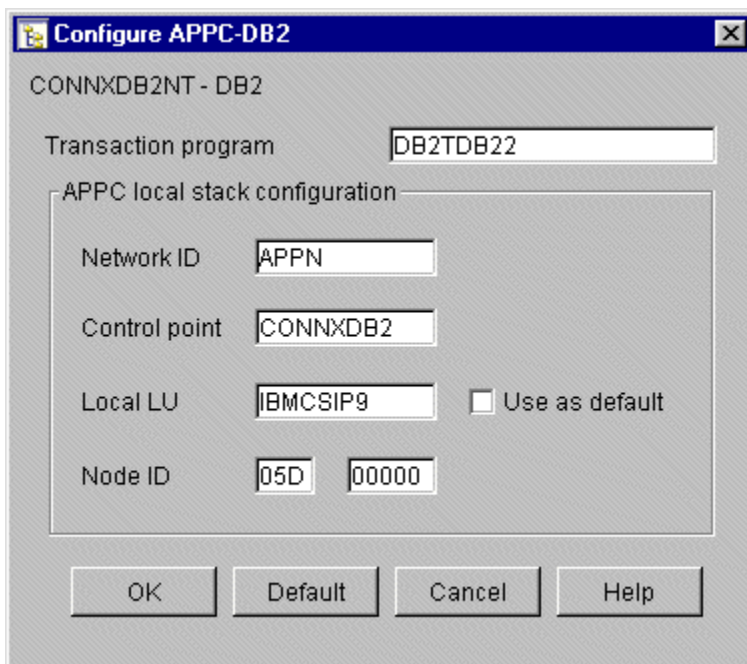 Configure APPC-DB2
CONNXDB2NT - DB2
Transaction program DB2TDB22
APPC local stack configuration
Network ID APPN
Control point CONNXDB2
Local LU IBMCSIP9 Use as default
Node ID 05D 00000
OK Default Cancel Help